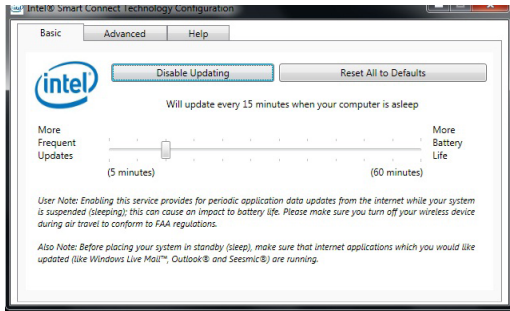 Intel® Smart Connect Technology Configuration
Basic Advanced Help
intel
Disable Updating Reset All to Defaults
Will update every 15 minutes when your computer is asleep
More
Frequent
Updates
More
Battery
Life
(5 minutes) (60 minutes)
User Note: Enabling this service provides for periodic application data updates from the internet while your system
is suspended (sleeping); this can cause an impact to battery life. Please make sure you turn off your wireless device
during air travel to conform to FAA regulations.
Also Note: Before placing your system in standby (sleep), make sure that internet applications which you would like
updated (like Windows Live Mail™, Outlook® and Seesmic®) are running.